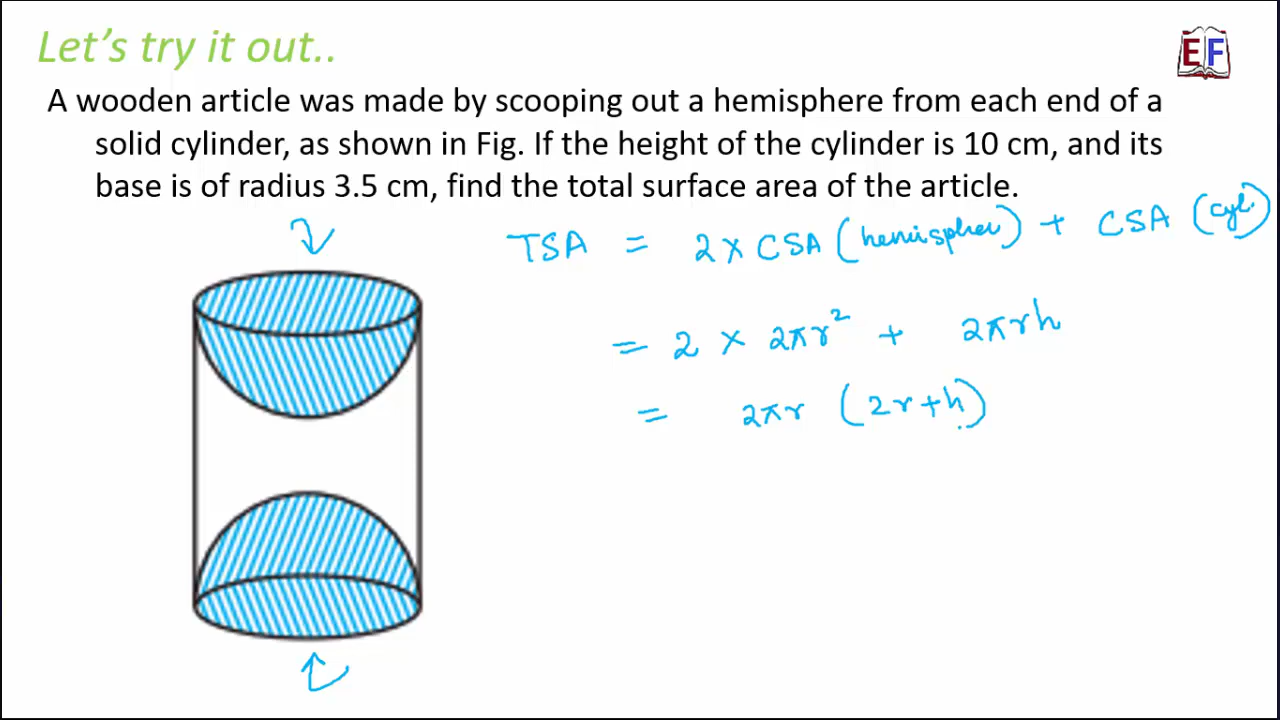 Let's try it out..
EF
A wooden article was made by scooping out a hemisphere from each end of a
solid cylinder, as shown in Fig. If the height of the cylinder is 10 cm, and its
base is of radius 3.5 cm, find the total surface area of the article.
TSA = 2 × CSA (hemisphere) + CSA (cyl.)
= 2 × 2πr² + 2πrh
= 2πr (2r+h)